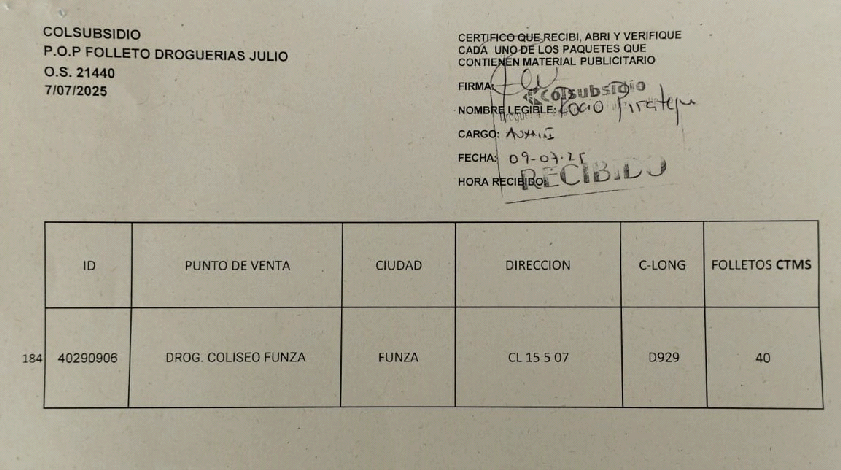 COLSUBSIDIO
P.O.P FOLLETO DROGUERIAS JULIO
O.S. 21440
7/07/2025
CERTIFICO QUE RECIBI, ABRI Y VERIFIQUE
CADA UNO DE LOS PAQUETES QUE
CONTIENEN MATERIAL PUBLICITARIO
FIRMA:
Colsubsidio
NOMBRE LEGIBLE: Rocio
CARGO:
FECHA: 09-07-25
HORA RECIBIDO:
RECIBIDO
ID PUNTO DE VENTA CIUDAD DIRECCION C-LONG FOLLETOS CTMS
184 40290906 DROG. COLISEO FUNZA FUNZA CL 15 5 07 D929 40